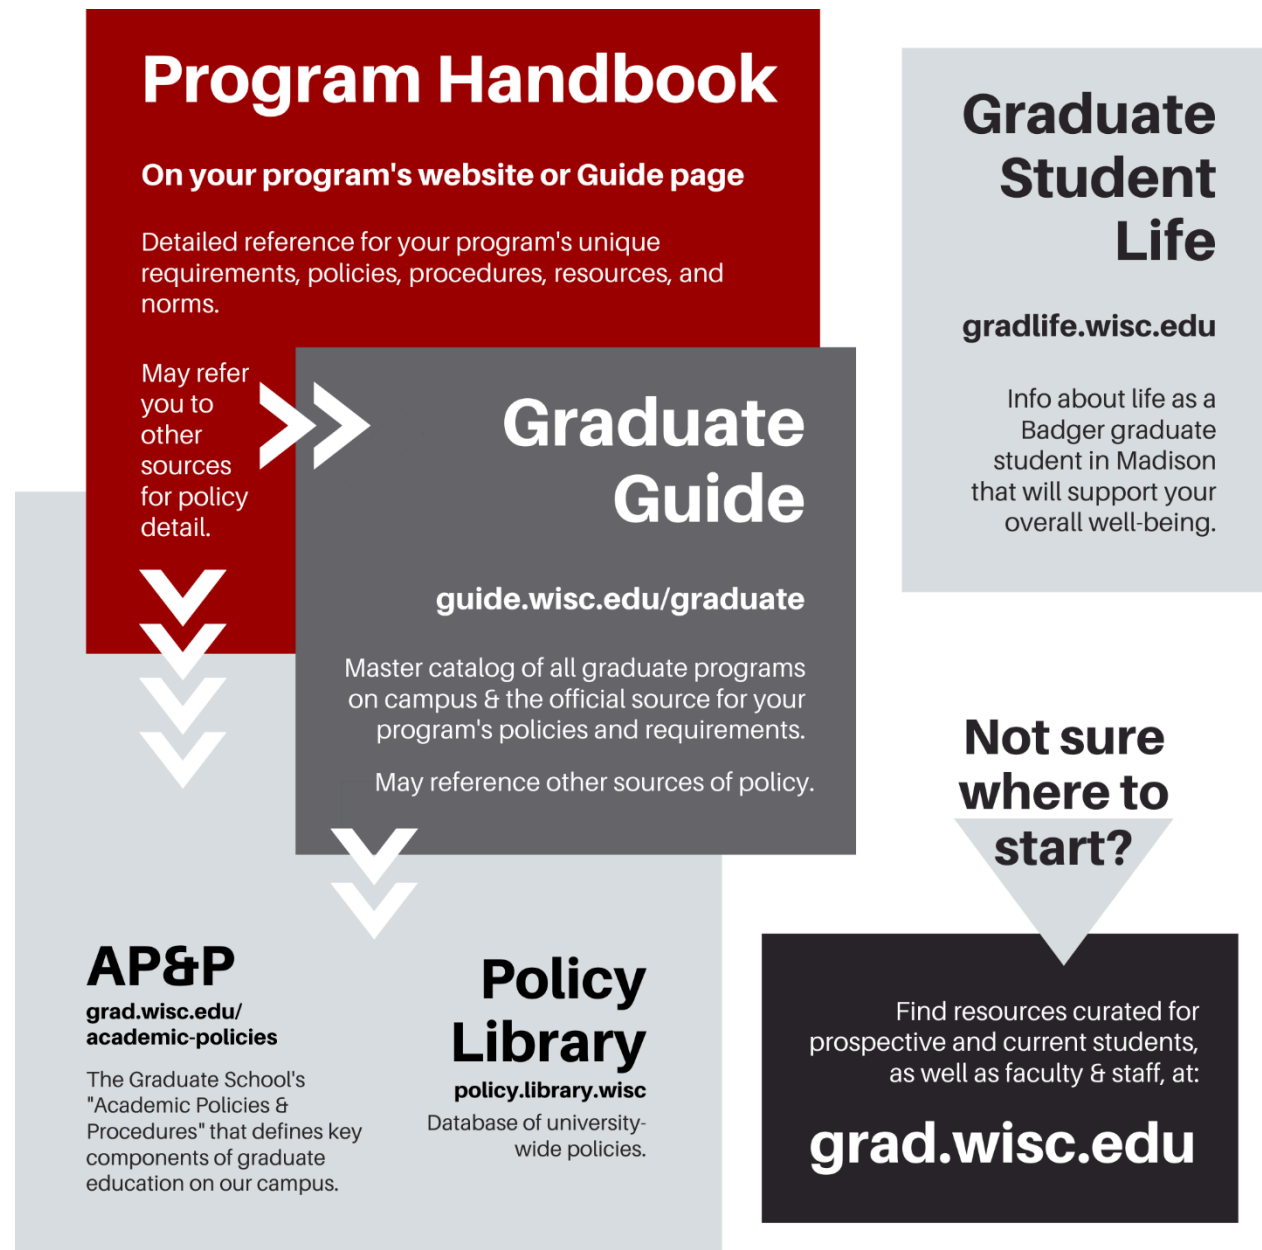 Program Handbook
On your program's website or Guide page
Detailed reference for your program's unique
requirements, policies, procedures, resources, and
norms.
May refer
you to
other
sources
for policy
detail.
Graduate
Guide
guide.wisc.edu/graduate
Master catalog of all graduate programs
on campus & the official source for your
program's policies and requirements.
May reference other sources of policy.
AP&P
grad.wisc.edu/
academic-policies
The Graduate School's
"Academic Policies &
Procedures" that defines key
components of graduate
education on our campus.
Policy
Library
policy.library.wisc
Database of university-
wide policies.
Graduate
Student
Life
gradlife.wisc.edu
Info about life as a
Badger graduate
student in Madison
that will support your
overall well-being.
Not sure
where to
start?
Find resources curated for
prospective and current students,
as well as faculty & staff, at:
grad.wisc.edu